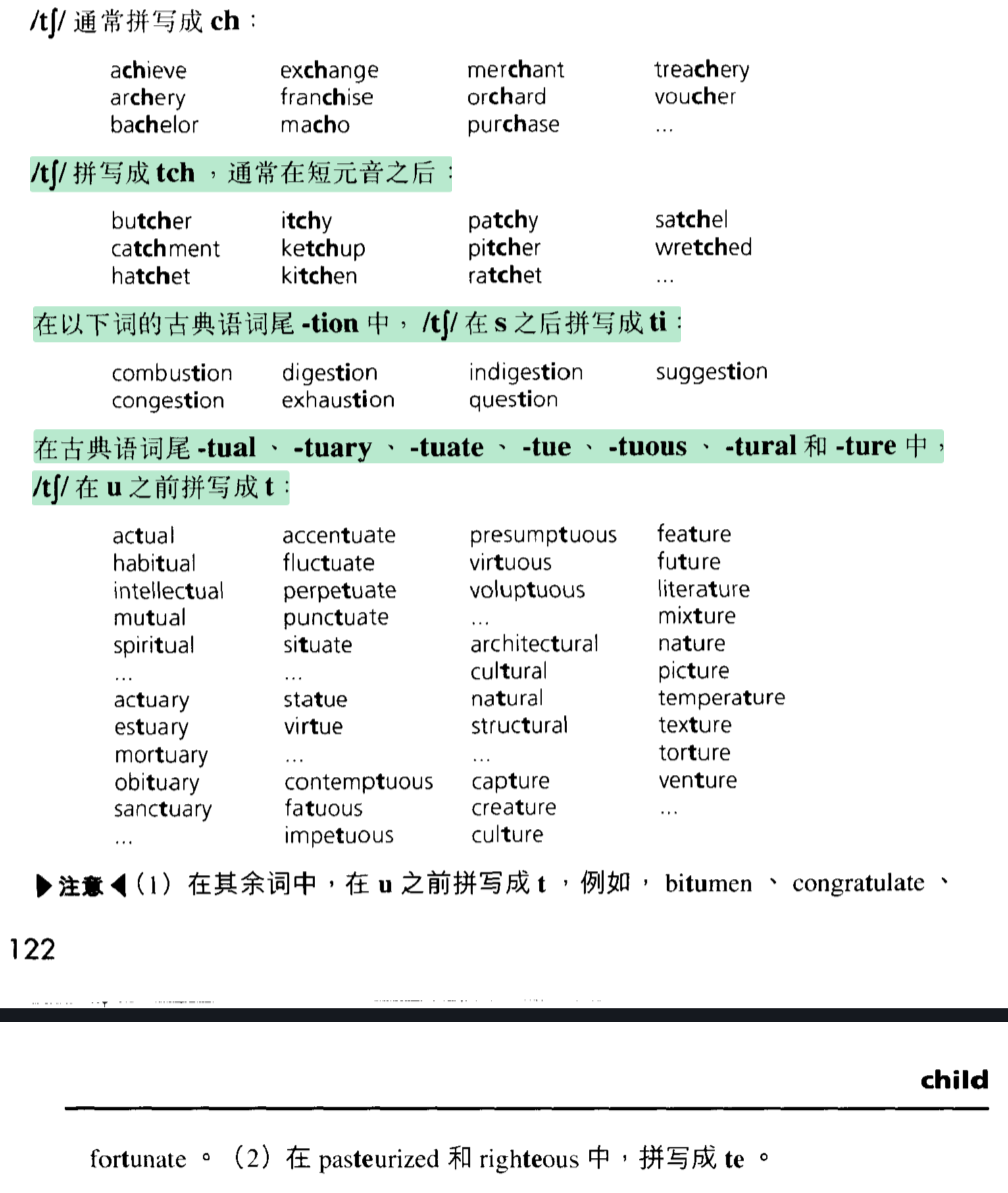 /tʃ/ 通常拼写成 ch：
achieve exchange merchant treachery
archery franchise orchard voucher
bachelor macho purchase …
/tʃ/ 拼写成 tch，通常在短元音之后：
butcher itchy patchy satchel
catchment ketchup pitcher wretched
hatchet kitchen ratchet …
在以下词的古典语词尾 -tion 中，/tʃ/ 在 s 之后拼写成 ti：
combustion digestion indigestion suggestion
congestion exhaustion question
在古典语词尾 -tual、-tuary、-tuate、-tue、-tuous、-tural 和 -ture 中，
/tʃ/ 在 u 之前拼写成 t：
actual accentuate presumptuous feature
habitual fluctuate virtuous future
intellectual perpetuate voluptuous literature
mutual punctuate … mixture
spiritual situate architectural nature
… … cultural picture
actuary statue natural temperature
estuary virtue structural texture
mortuary … … torture
obituary contemptuous capture venture
sanctuary fatuous creature …
… impetuous culture
▶注意◀（1）在其余词中，在 u 之前拼写成 t，例如，bitumen、congratulate、
122
child
fortunate。（2）在 pasteurized 和 righteous 中，拼写成 te。